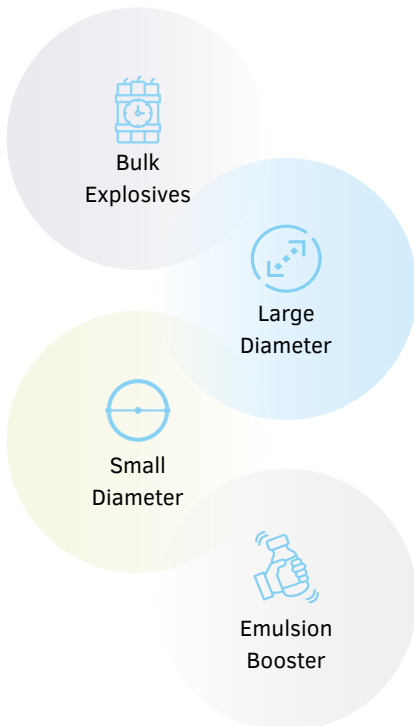 Bulk
Explosives
Large
Diameter
Small
Diameter
Emulsion
Booster